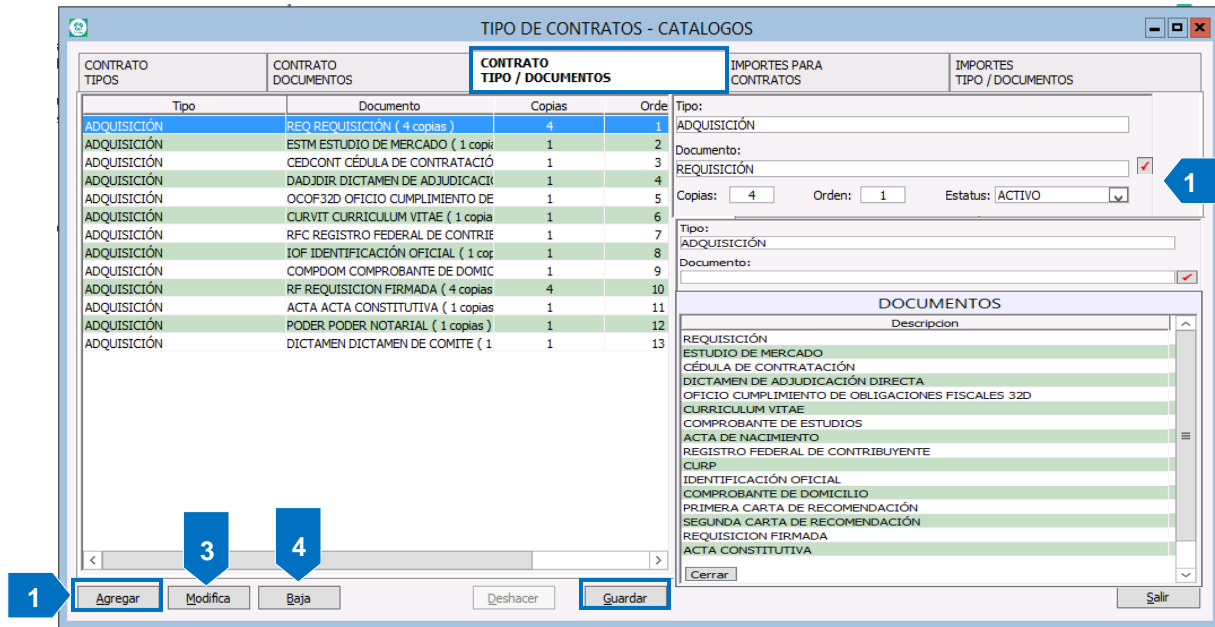 TIPO DE CONTRATOS - CATALOGOS
CONTRATO TIPOS
CONTRATO DOCUMENTOS
CONTRATO TIPO / DOCUMENTOS
IMPORTES PARA CONTRATOS
IMPORTES TIPO / DOCUMENTOS
Tipo Documento Copias Orde
ADQUISICIÓN REQ REQUISICIÓN ( 4 copias ) 4 1
ADQUISICIÓN ESTM ESTUDIO DE MERCADO ( 1 copia 1 2
ADQUISICIÓN CEDCONT CÉDULA DE CONTRATACIÓ 1 3
ADQUISICIÓN DADJDIR DICTAMEN DE ADJUDICACI 1 4
ADQUISICIÓN OCOF32D OFICIO CUMPLIMIENTO DE 1 5
ADQUISICIÓN CURVIT CURRICULUM VITAE ( 1 copia 1 6
ADQUISICIÓN RFC REGISTRO FEDERAL DE CONTRIE 1 7
ADQUISICIÓN IOF IDENTIFICACIÓN OFICIAL ( 1 cop 1 8
ADQUISICIÓN COMPDOM COMPROBANTE DE DOMIC 1 9
ADQUISICIÓN RF REQUISICION FIRMADA ( 4 copias 4 10
ADQUISICIÓN ACTA ACTA CONSTITUTIVA ( 1 copias 1 11
ADQUISICIÓN PODER PODER NOTARIAL ( 1 copias ) 1 12
ADQUISICIÓN DICTAMEN DICTAMEN DE COMITE ( 1 1 13
Tipo:
ADQUISICIÓN
Documento:
REQUISICIÓN
Copias: 4 Orden: 1 Estatus: ACTIVO
1
Tipo:
ADQUISICIÓN
Documento:
DOCUMENTOS
Descripcion
REQUISICIÓN
ESTUDIO DE MERCADO
CÉDULA DE CONTRATACIÓN
DICTAMEN DE ADJUDICACIÓN DIRECTA
OFICIO CUMPLIMIENTO DE OBLIGACIONES FISCALES 32D
CURRICULUM VITAE
COMPROBANTE DE ESTUDIOS
ACTA DE NACIMIENTO
REGISTRO FEDERAL DE CONTRIBUYENTE
CURP
IDENTIFICACIÓN OFICIAL
COMPROBANTE DE DOMICILIO
PRIMERA CARTA DE RECOMENDACIÓN
SEGUNDA CARTA DE RECOMENDACIÓN
REQUISICION FIRMADA
ACTA CONSTITUTIVA
Cerrar
3 4
1 Agregar Modifica Baja Deshacer Guardar Salir